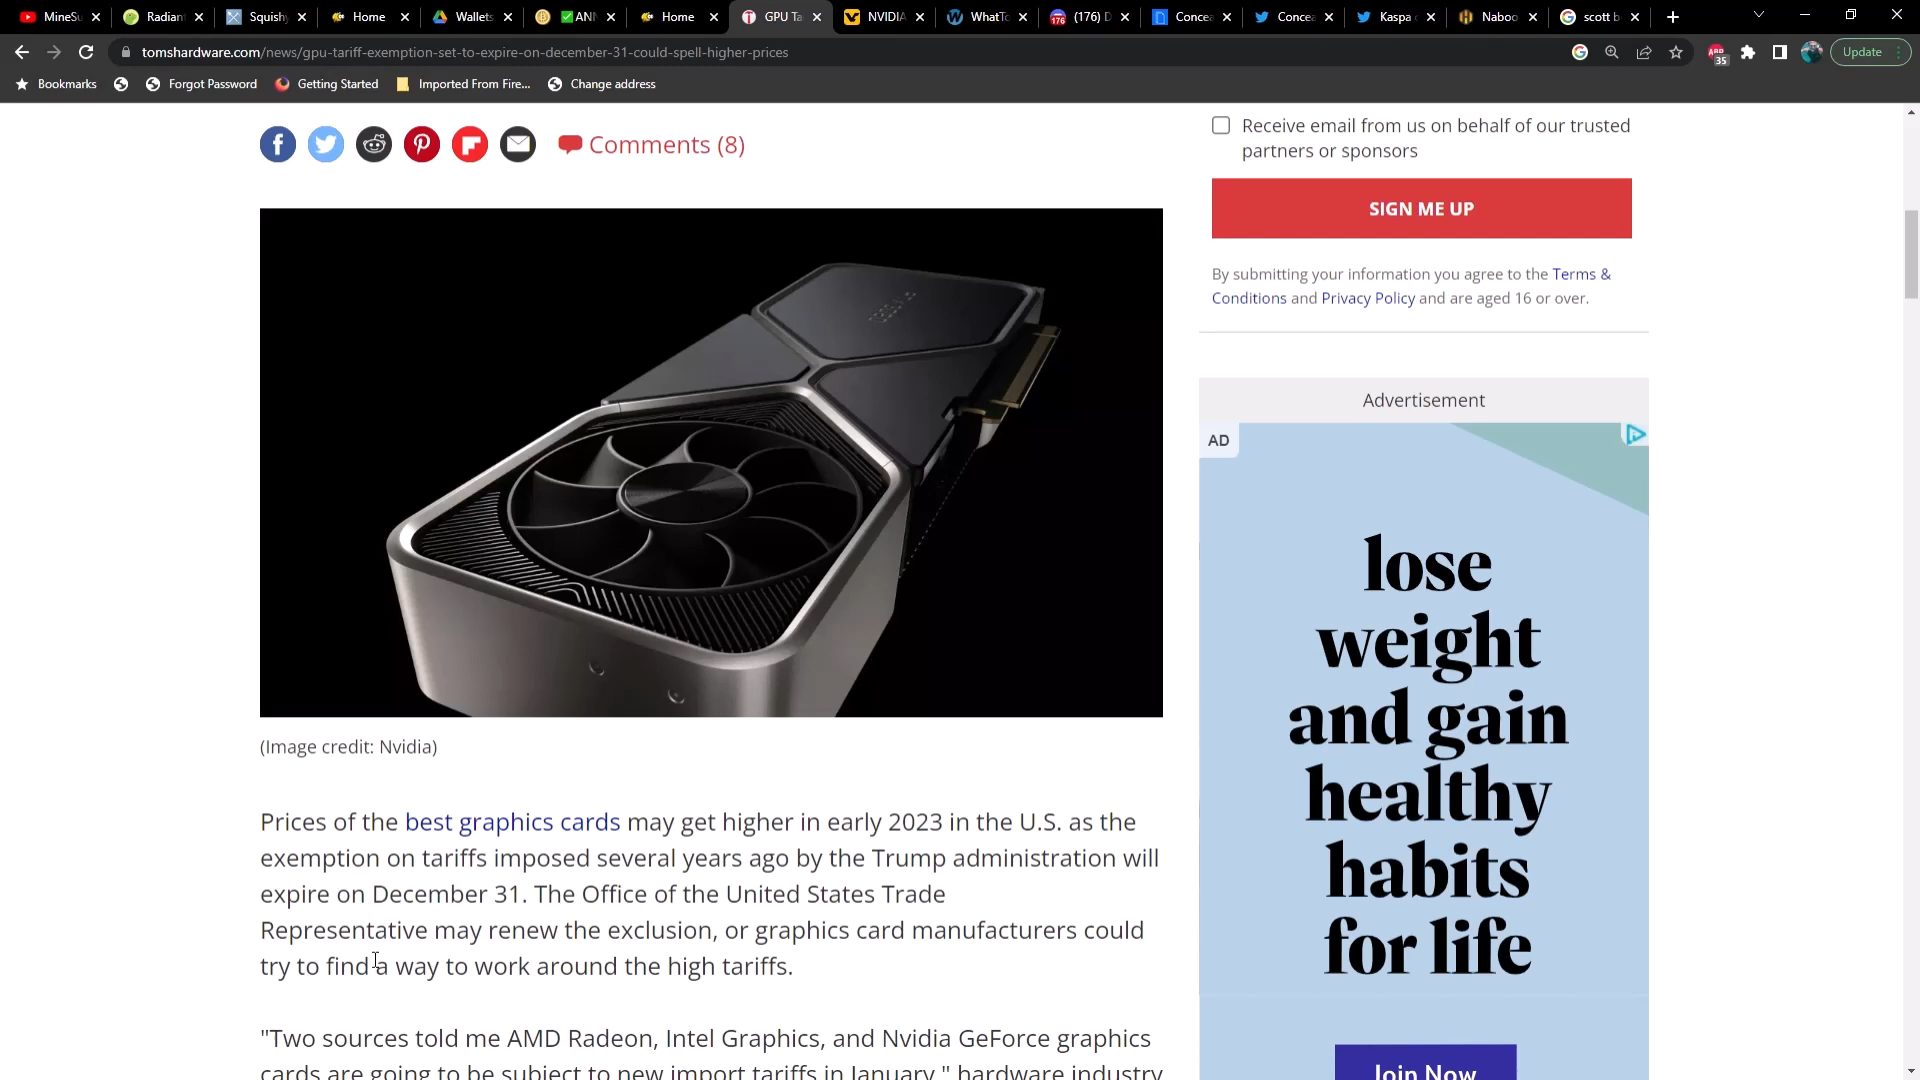 MineSu
Radian
Squishy
Home
Wallets
ANN
Home
GPU Ta
NVIDIA
WhatTo
176
(176) D
Concea
Concea
Kaspa
Naboo
scott b
tomshardware.com/news/gpu-tariff-exemption-set-to-expire-on-december-31-could-spell-higher-prices
35
Update
Bookmarks
Forgot Password
Getting Started
Imported From Fire...
Change address
Comments (8)
Receive email from us on behalf of our trusted
partners or sponsors
SIGN ME UP
By submitting your information you agree to the Terms &
Conditions and Privacy Policy and are aged 16 or over.
Advertisement
AD
lose
weight
and gain
healthy
habits
for life
Join Now
(Image credit: Nvidia)
Prices of the best graphics cards may get higher in early 2023 in the U.S. as the
exemption on tariffs imposed several years ago by the Trump administration will
expire on December 31. The Office of the United States Trade
Representative may renew the exclusion, or graphics card manufacturers could
try to find a way to work around the high tariffs.
"Two sources told me AMD Radeon, Intel Graphics, and Nvidia GeForce graphics
cards are going to be subject to new import tariffs in January," hardware industry